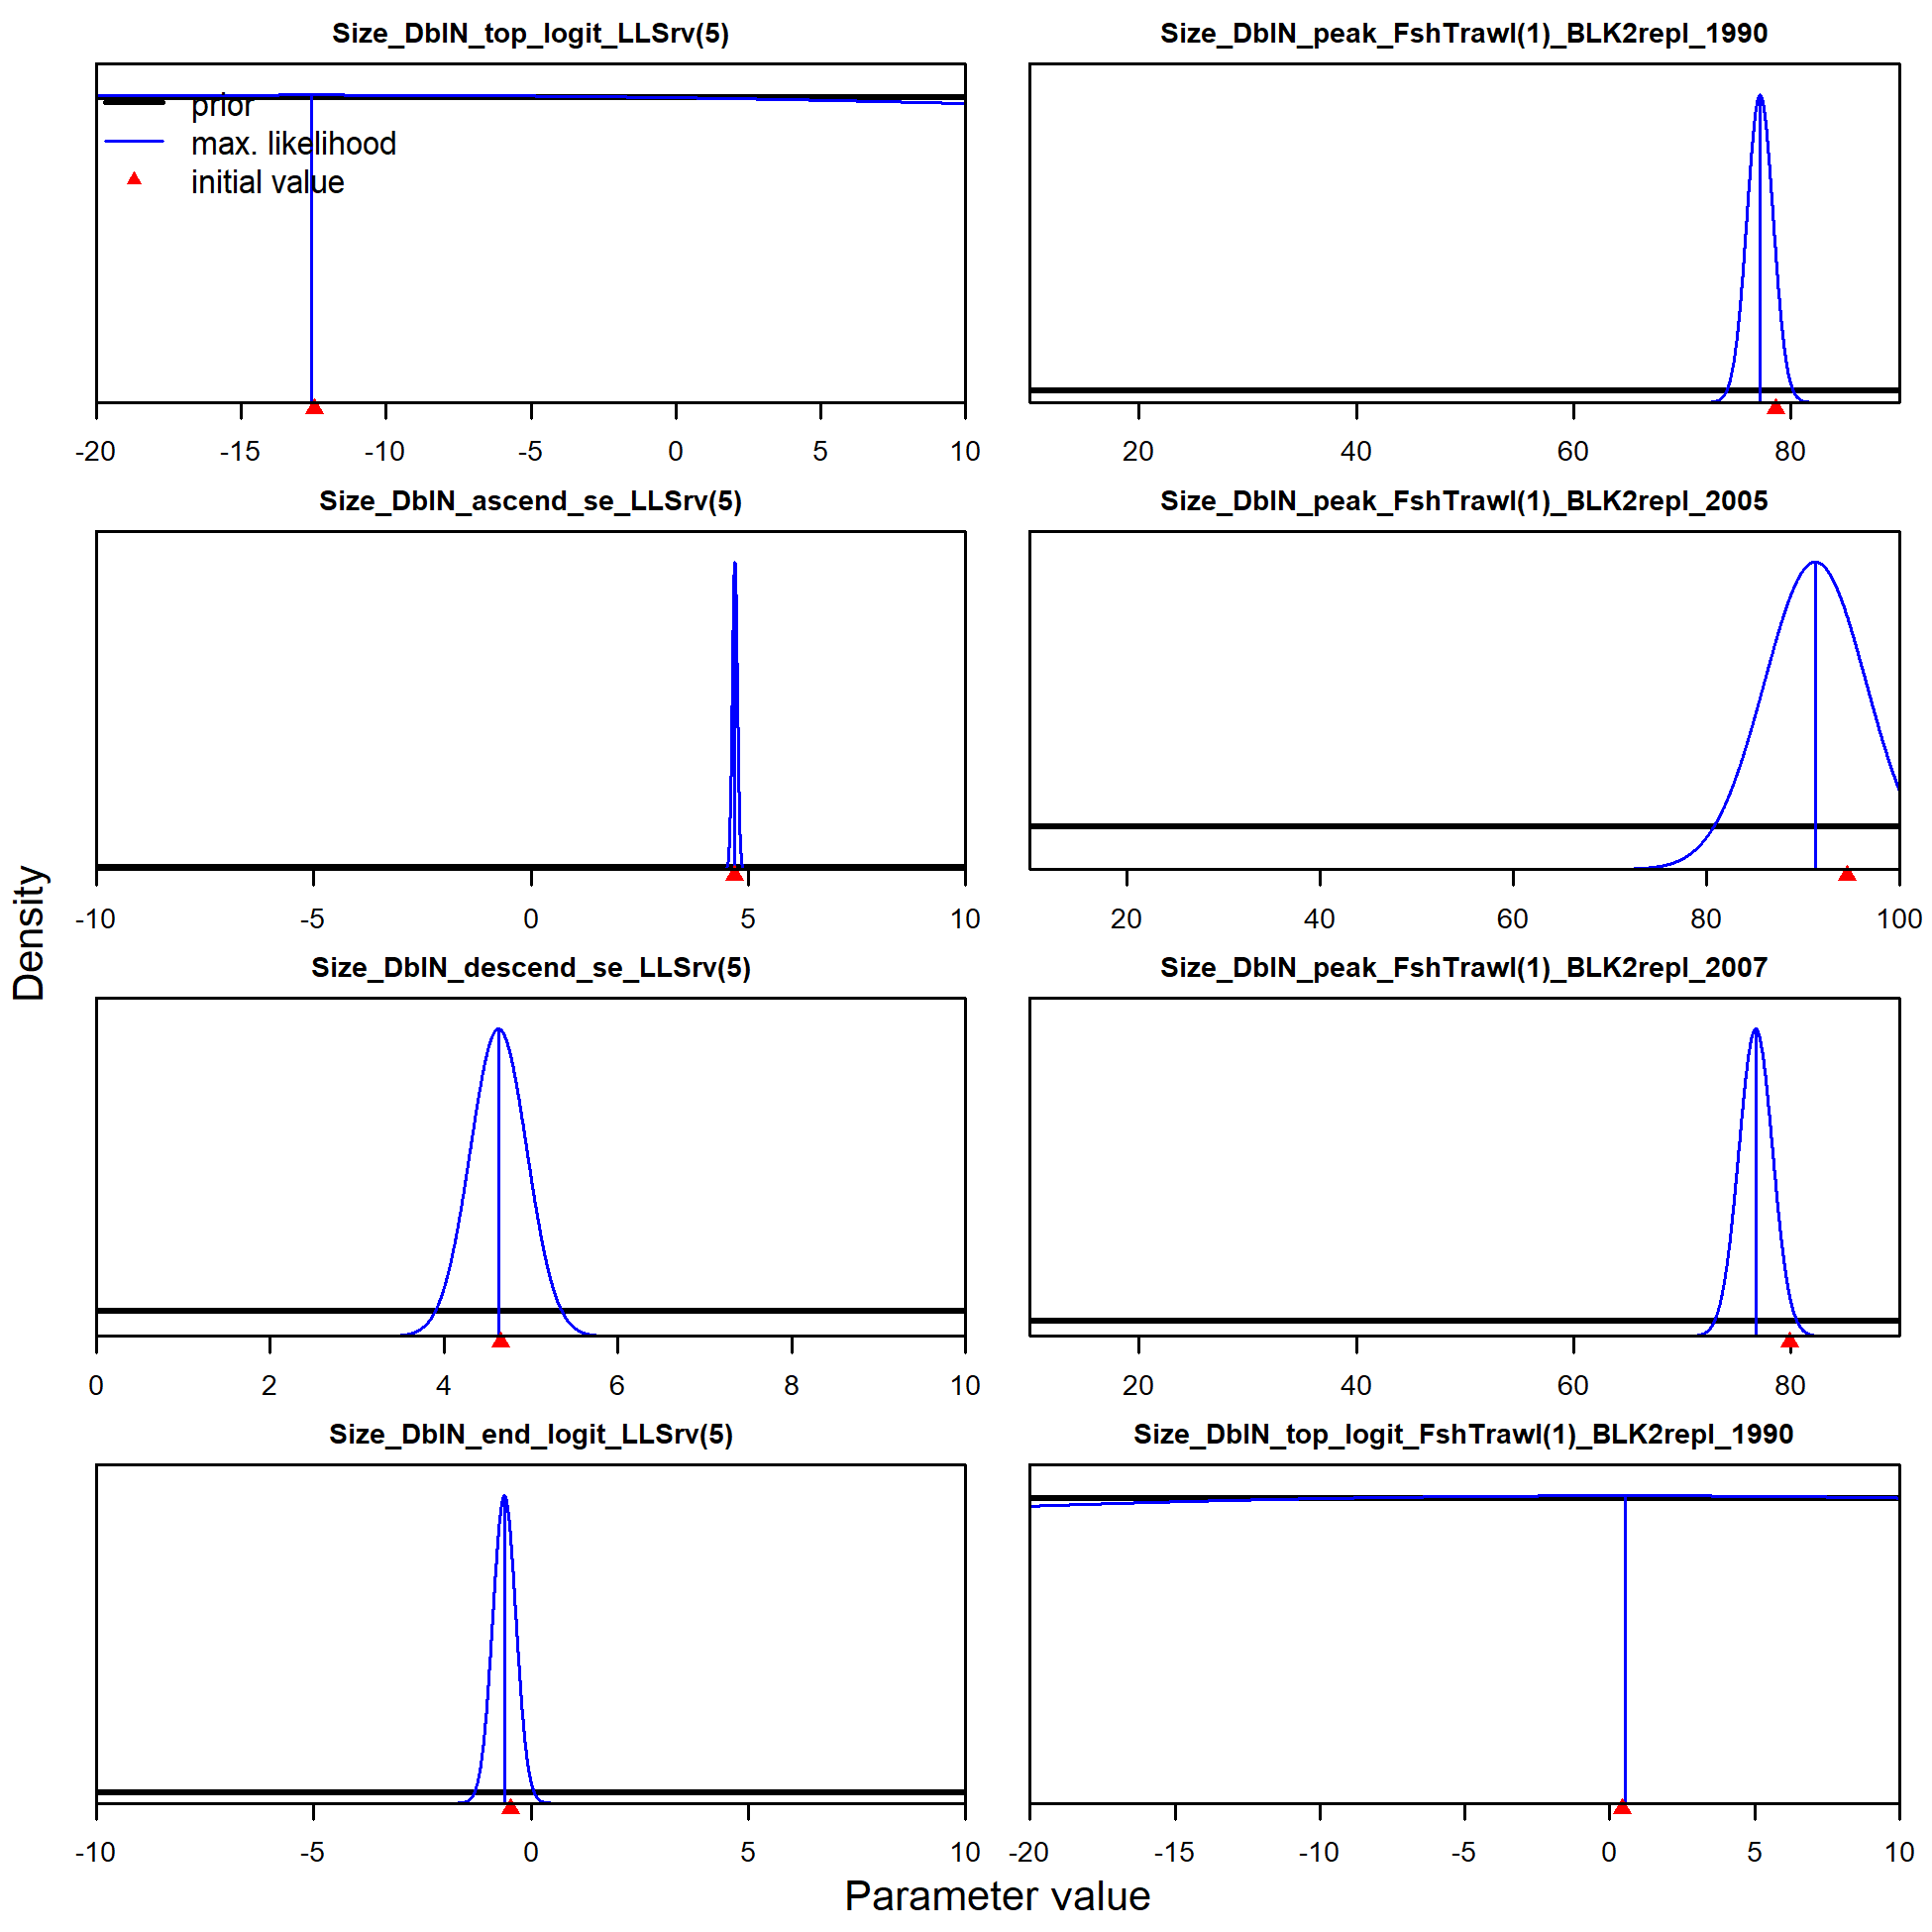 Size_DblN_top_logit_LLSrv(5)
prior
max. likelihood
initial value
-20 -15 -10 -5 0 5 10
Size_DblN_peak_FshTrawl(1)_BLK2repl_1990
20 40 60 80
Size_DblN_ascend_se_LLSrv(5)
-10 -5 0 5 10
Size_DblN_peak_FshTrawl(1)_BLK2repl_2005
20 40 60 80 100
Size_DblN_descend_se_LLSrv(5)
0 2 4 6 8 10
Size_DblN_peak_FshTrawl(1)_BLK2repl_2007
20 40 60 80
Size_DblN_end_logit_LLSrv(5)
-10 -5 0 5 10
Size_DblN_top_logit_FshTrawl(1)_BLK2repl_1990
-20 -15 -10 -5 0 5 10
Density
Parameter value